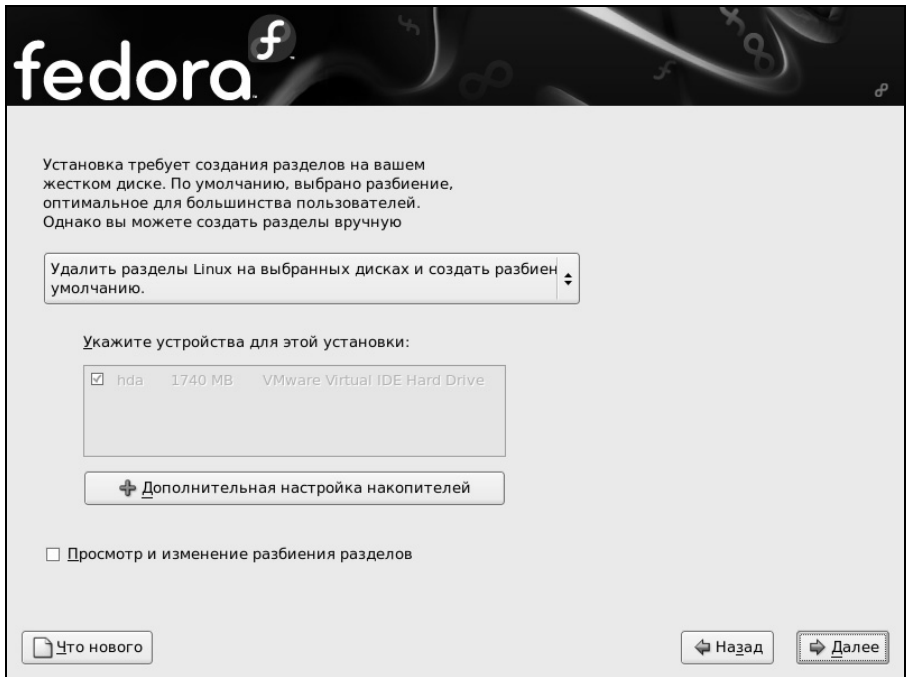 fedora
Установка требует создания разделов на вашем
жестком диске. По умолчанию, выбрано разбиение,
оптимальное для большинства пользователей.
Однако вы можете создать разделы вручную
Удалить разделы Linux на выбранных дисках и создать разбиен
умолчанию.
Укажите устройства для этой установки:
hda 1740 MB VMware Virtual IDE Hard Drive
Дополнительная настройка накопителей
Просмотр и изменение разбиения разделов
Что нового
Назад
Далее